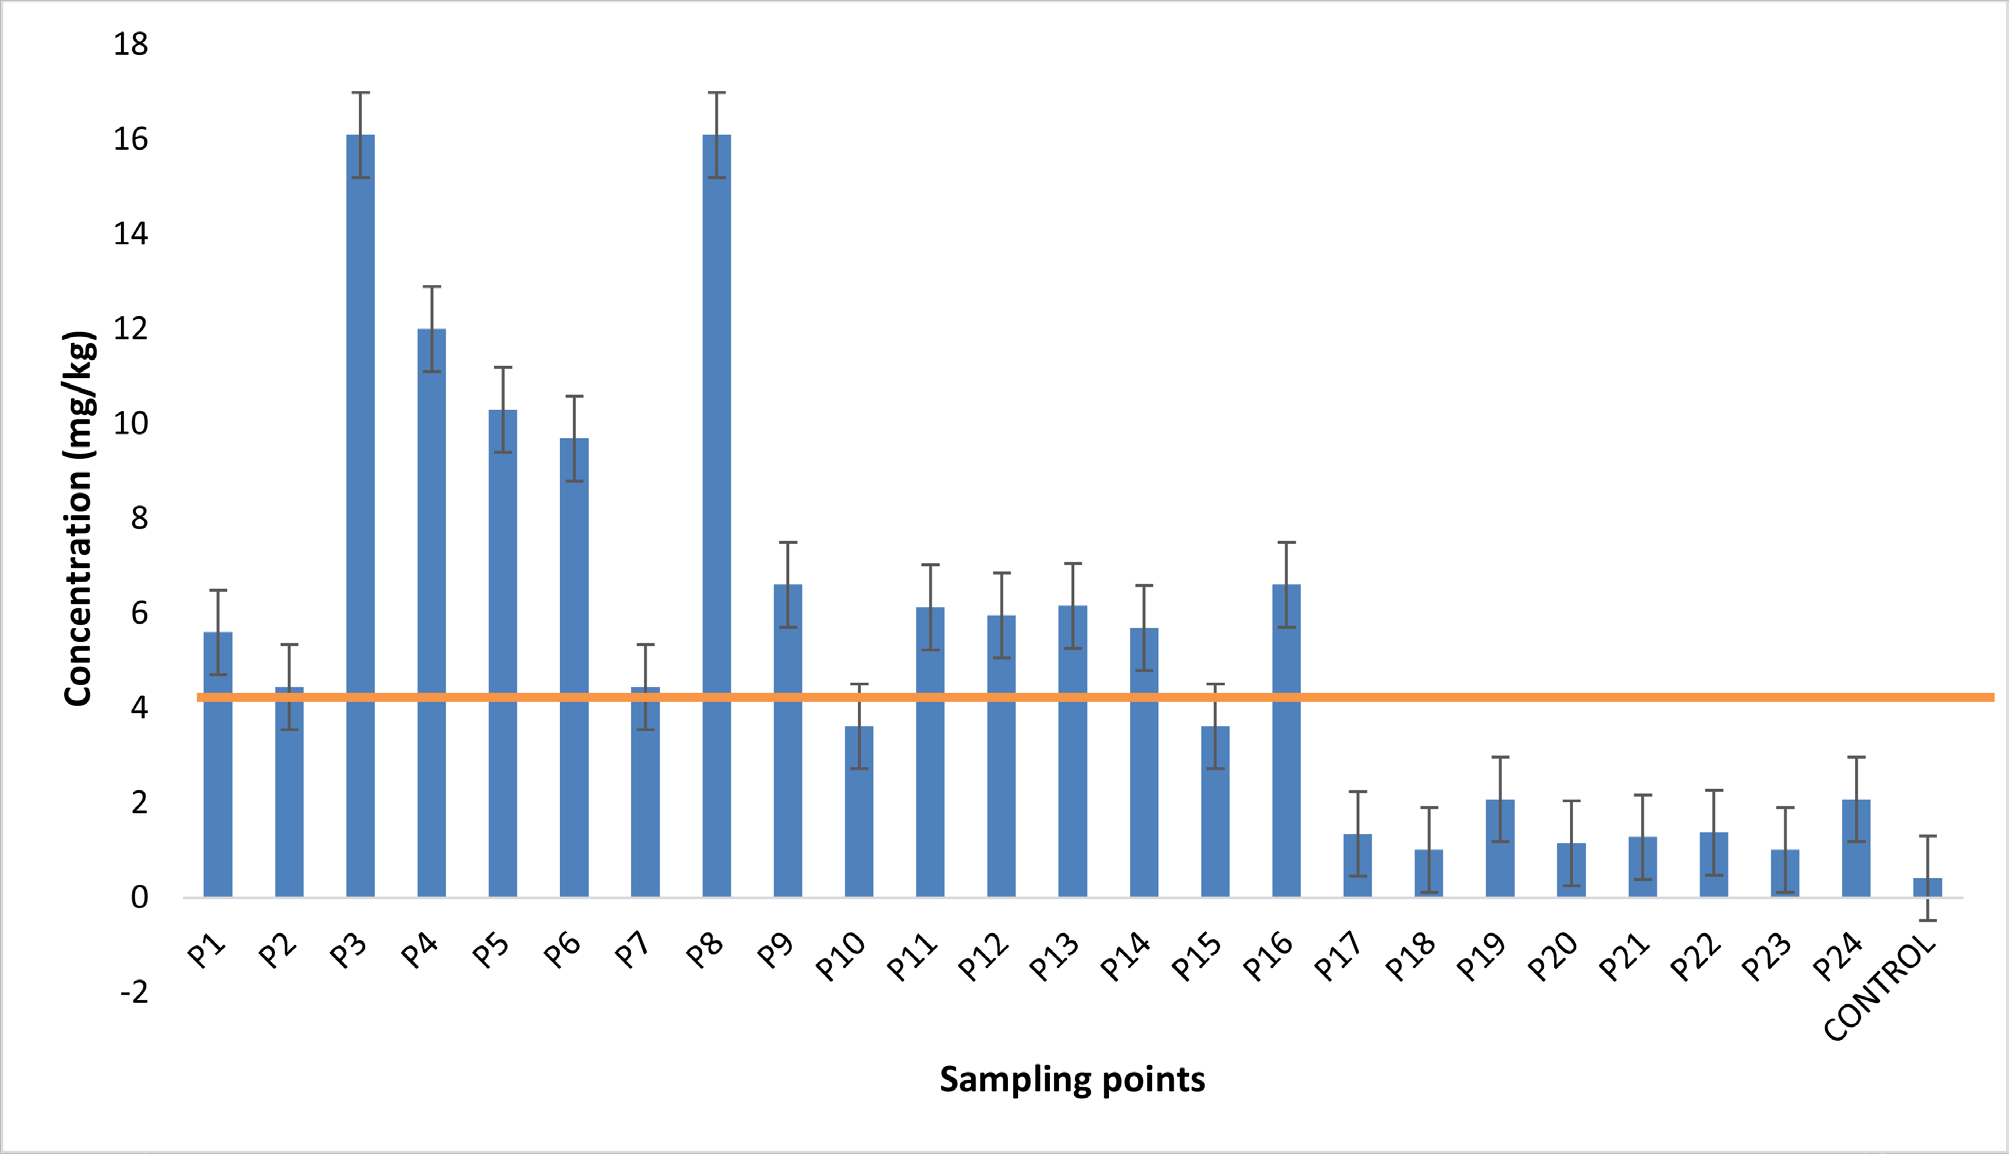 18
16
14
12
10
8
6
4
2
0
-2
Concentration (mg/kg)
P1
P2
P3
P4
P5
P6
P7
P8
P9
P10
P11
P12
P13
P14
P15
P16
P17
P18
P19
P20
P21
P22
P23
P24
CONTROL
Sampling points